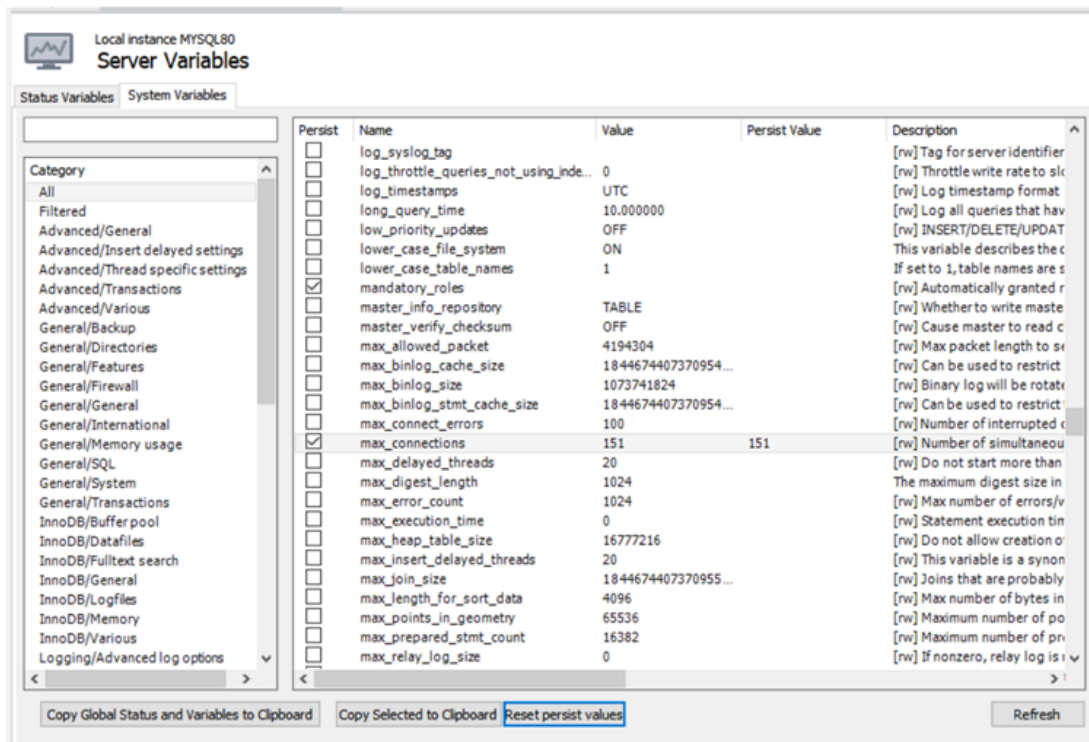 Local instance MYSQL80
Server Variables
Status Variables System Variables
Category
All
Filtered
Advanced/General
Advanced/Insert delayed settings
Advanced/Thread specific settings
Advanced/Transactions
Advanced/Various
General/Backup
General/Directories
General/Features
General/Firewall
General/General
General/International
General/Memory usage
General/SQL
General/System
General/Transactions
InnoDB/Buffer pool
InnoDB/Datafiles
InnoDB/Fulltext search
InnoDB/General
InnoDB/Logfiles
InnoDB/Memory
InnoDB/Various
Logging/Advanced log options
Persist Name Value Persist Value Description
log_syslog_tag [rw] Tag for server identifier
log_throttle_queries_not_using_inde... 0 [rw] Throttle write rate to slo
log_timestamps UTC [rw] Log timestamp format
long_query_time 10.000000 [rw] Log all queries that hav
low_priority_updates OFF [rw] INSERT/DELETE/UPDAT
lower_case_file_system ON This variable describes the c
lower_case_table_names 1 If set to 1, table names are s
mandatory_roles [rw] Automatically granted r
master_info_repository TABLE [rw] Whether to write maste
master_verify_checksum OFF [rw] Cause master to read c
max_allowed_packet 4194304 [rw] Max packet length to se
max_binlog_cache_size 1844674407370954... [rw] Can be used to restrict
max_binlog_size 1073741824 [rw] Binary log will be rotate
max_binlog_stmt_cache_size 1844674407370954... [rw] Can be used to restrict
max_connect_errors 100 [rw] Number of interrupted c
max_connections 151 151 [rw] Number of simultaneou
max_delayed_threads 20 [rw] Do not start more than
max_digest_length 1024 The maximum digest size in
max_error_count 1024 [rw] Max number of errors/w
max_execution_time 0 [rw] Statement execution tim
max_heap_table_size 16777216 [rw] Do not allow creation o
max_insert_delayed_threads 20 [rw] This variable is a synon
max_join_size 1844674407370955... [rw] Joins that are probably
max_length_for_sort_data 4096 [rw] Max number of bytes in
max_points_in_geometry 65536 [rw] Maximum number of po
max_prepared_stmt_count 16382 [rw] Maximum number of pr
max_relay_log_size 0 [rw] If nonzero, relay log is
Copy Global Status and Variables to Clipboard Copy Selected to Clipboard Reset persist values Refresh